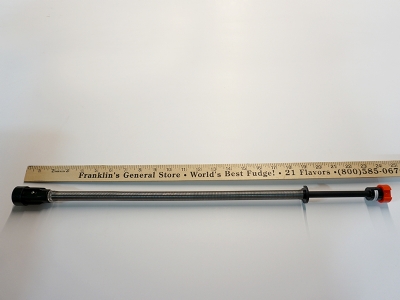 Franklin's General Store • World's Best Fudge! • 21 Flavors • (800)585-067